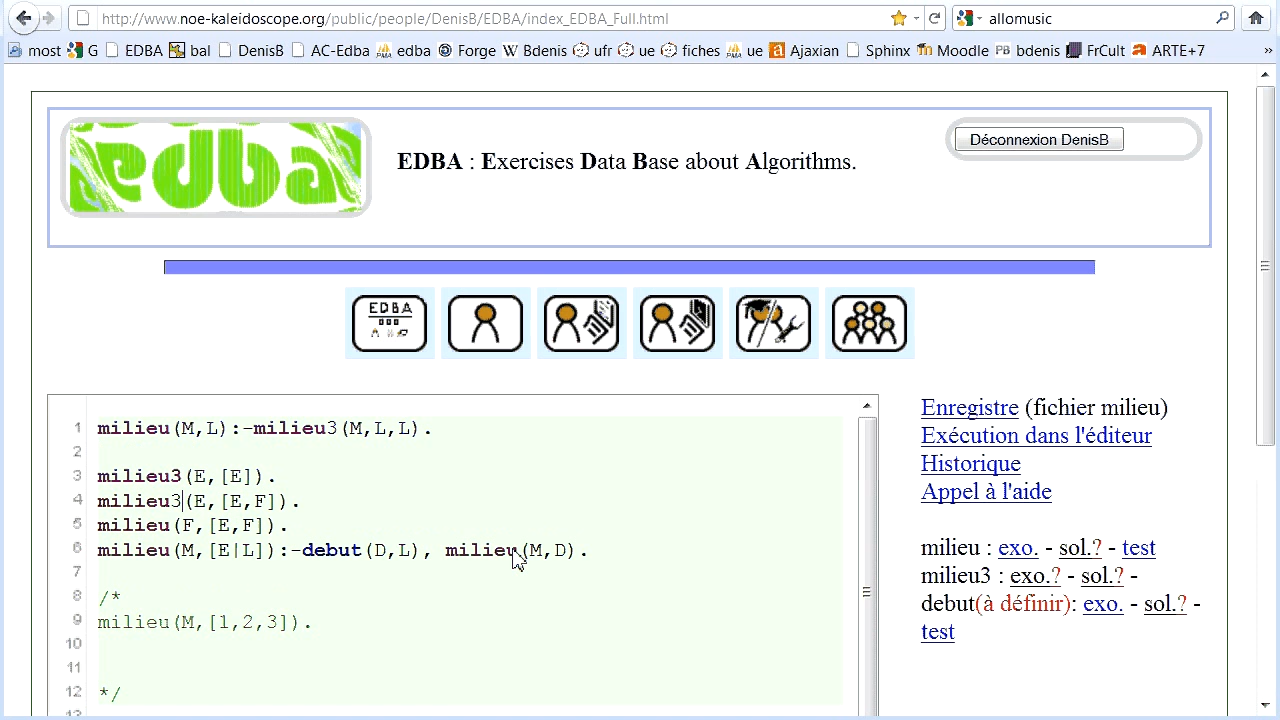 http://www.noe-kaleidoscope.org/public/people/DenisB/EDBA/index_EDBA_Full.html
allomusic
most G EDBA bal DenisB AC-Edba edba Forge Bdenis ufr ue fiches ue Ajaxan Sphinx Moodle bdenis FrCult ARTE+7 »
edba
EDBA : Exercises Data Base about Algorithms.
Déconnexion DenisB
EDBA
1 milieu(M,L):-milieu3(M,L,L).
2
3 milieu3(E,[E]).
4 milieu3(E,[E,F]).
5 milieu(F,[E,F]).
6 milieu(M,[E|L]):-debut(D,L), milieu(M,D).
7
8 /*
9 milieu(M,[1,2,3]).
10
11
12 */
13
Enregistre (fichier milieu)
Exécution dans l'éditeur
Historique
Appel à l'aide
milieu : exo. - sol.? - test
milieu3 : exo.? - sol.? -
debut(à définir): exo. - sol.? -
test